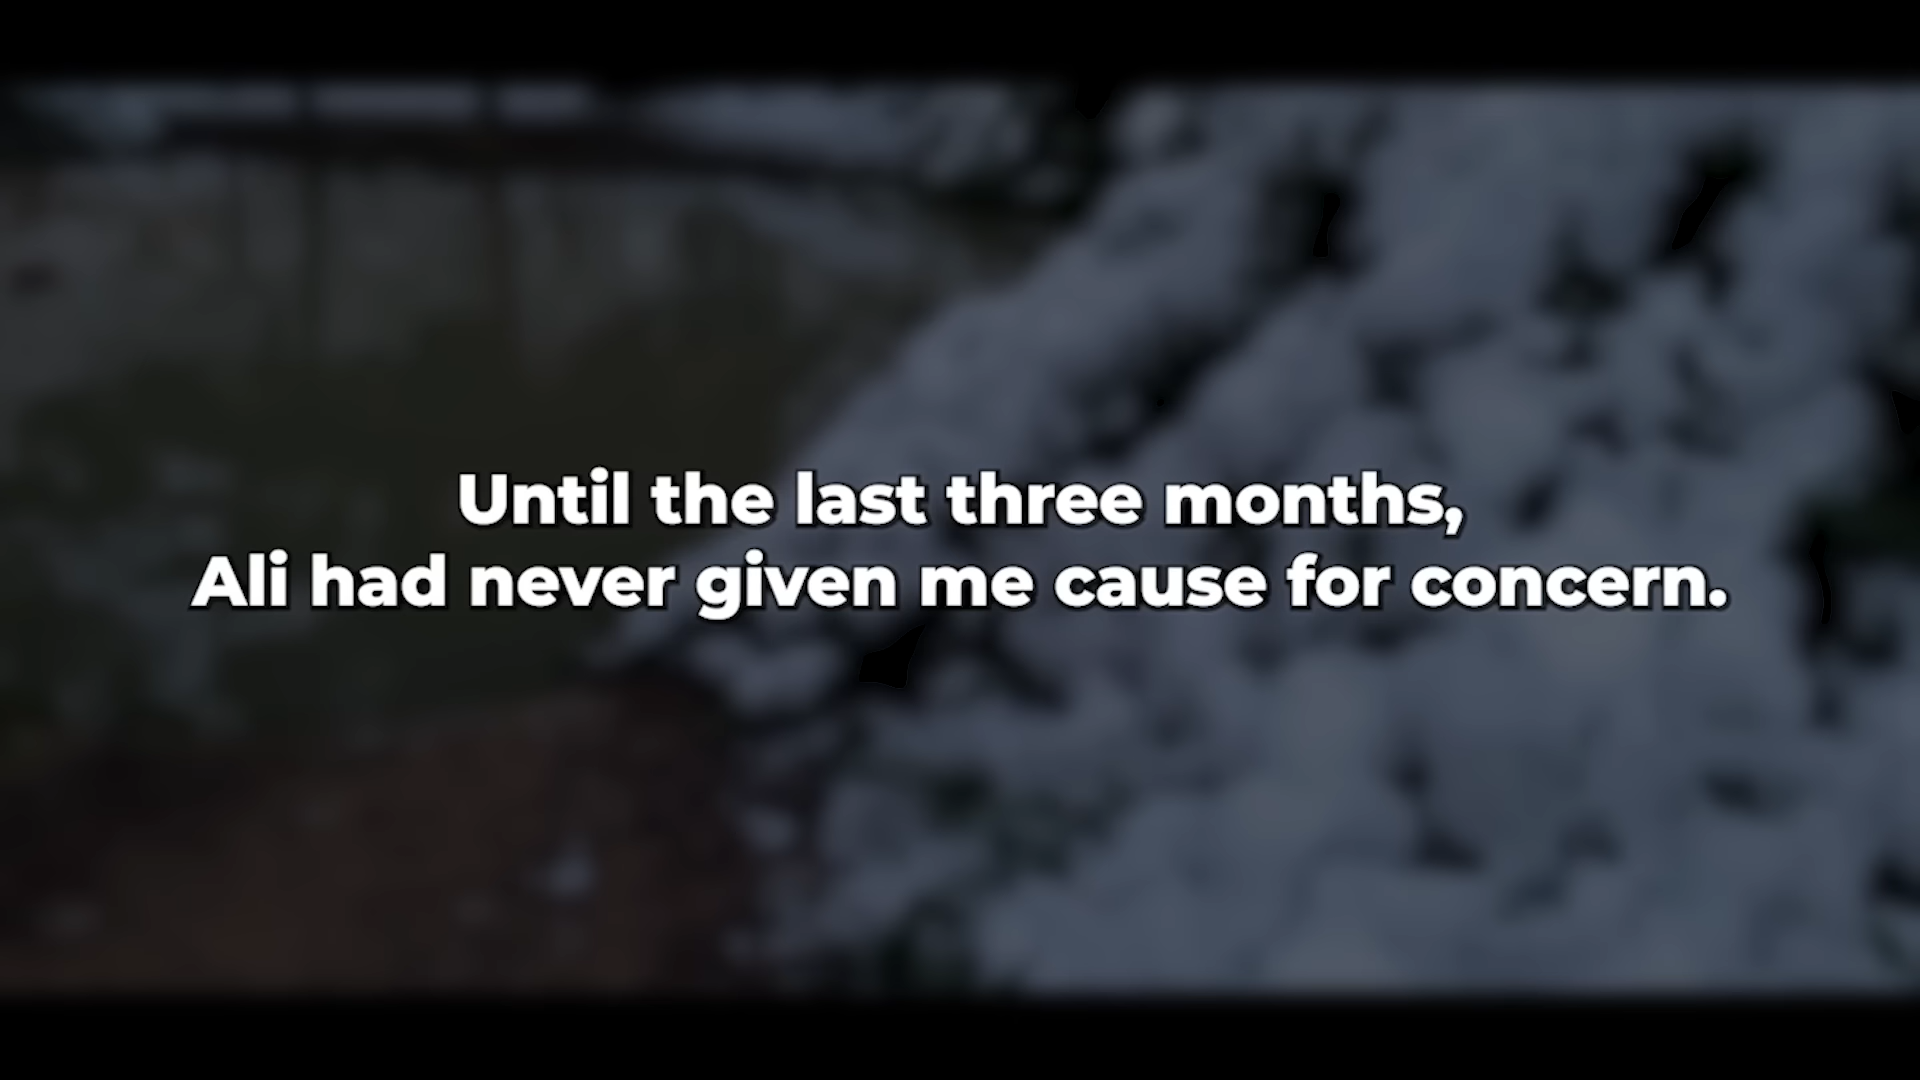 Until the last three months,
Ali had never given me cause for concern.